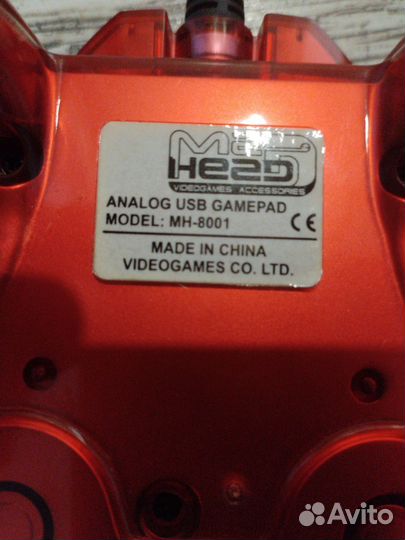 Mad
Head
VIDEOGAMES ACCESSORIES
ANALOG USB GAMEPAD
MODEL: MH-8001 CE
MADE IN CHINA
VIDEOGAMES CO. LTD.
Avito